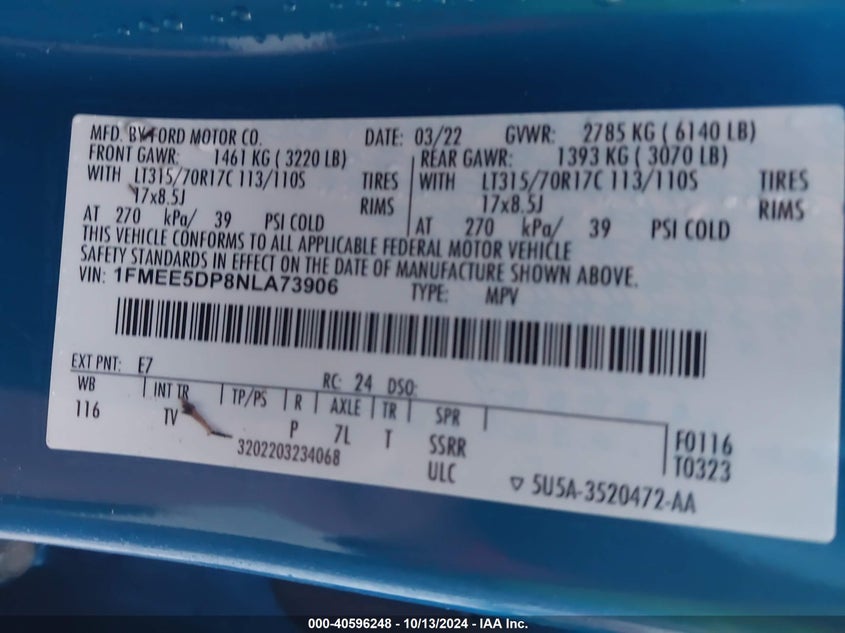 MFD. BY FORD MOTOR CO. DATE: 03/22 GVWR: 2785 KG ( 6140 LB)
FRONT GAWR: 1461 KG ( 3220 LB) REAR GAWR: 1393 KG ( 3070 LB)
WITH LT315/70R17C 113/110S TIRES WITH LT315/70R17C 113/110S TIRES
17x8.5J RIMS 17x8.5J RIMS
AT 270 kPa/ 39 PSI COLD AT 270 kPa/ 39 PSI COLD
THIS VEHICLE CONFORMS TO ALL APPLICABLE FEDERAL MOTOR VEHICLE
SAFETY STANDARDS IN EFFECT ON THE DATE OF MANUFACTURE SHOWN ABOVE.
VIN: 1FMEE5DP8NLA73906 TYPE: MPV
EXT PNT: E7 RC: 24 DSO:
WB INT TR TP/PS R AXLE TR SPR
116 TV P 7L T SSRR F0116
3202203234068 ULC T0323
▽ 5U5A-3520472-AA
000-40596248 - 10/13/2024 - IAA Inc.